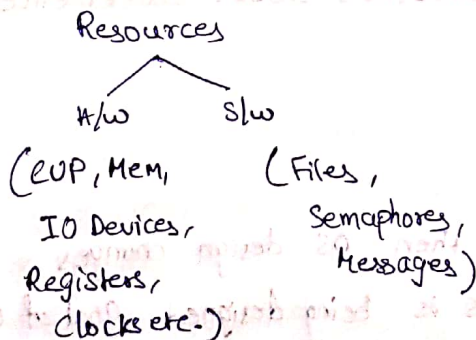 Resources
H/w S/w
(CUP, Mem, (Files,
IO Devices, Semaphores,
Registers, Messages)
Clocks etc.).